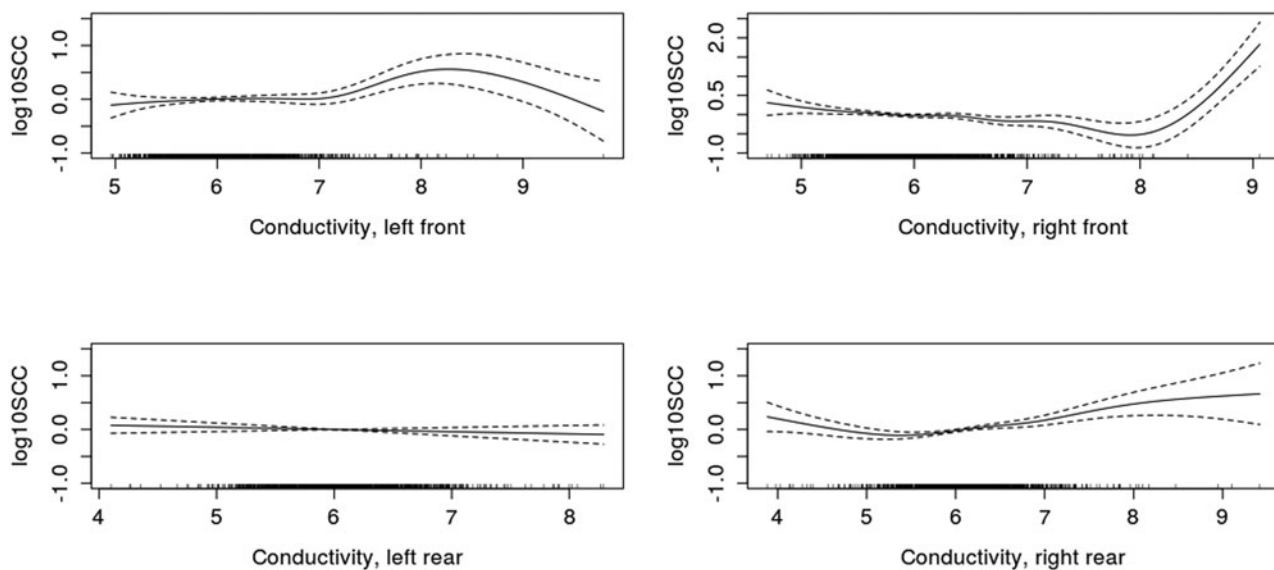 log10SCC
1.0
0.0
-1.0
5 6 7 8 9
Conductivity, left front
log10SCC
2.0
0.5
-1.0
5 6 7 8 9
Conductivity, right front
log10SCC
1.0
0.0
-1.0
4 5 6 7 8
Conductivity, left rear
log10SCC
1.0
0.0
-1.0
4 5 6 7 8 9
Conductivity, right rear